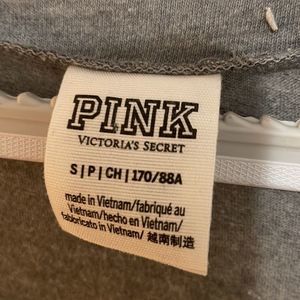 PINK
VICTORIA'S SECRET
S | P | CH | 170/88A
made in Vietnam/fabriqué au
Vietnam/hecho en Vietnam/
fabbricato in Vietnam/ 越南制造